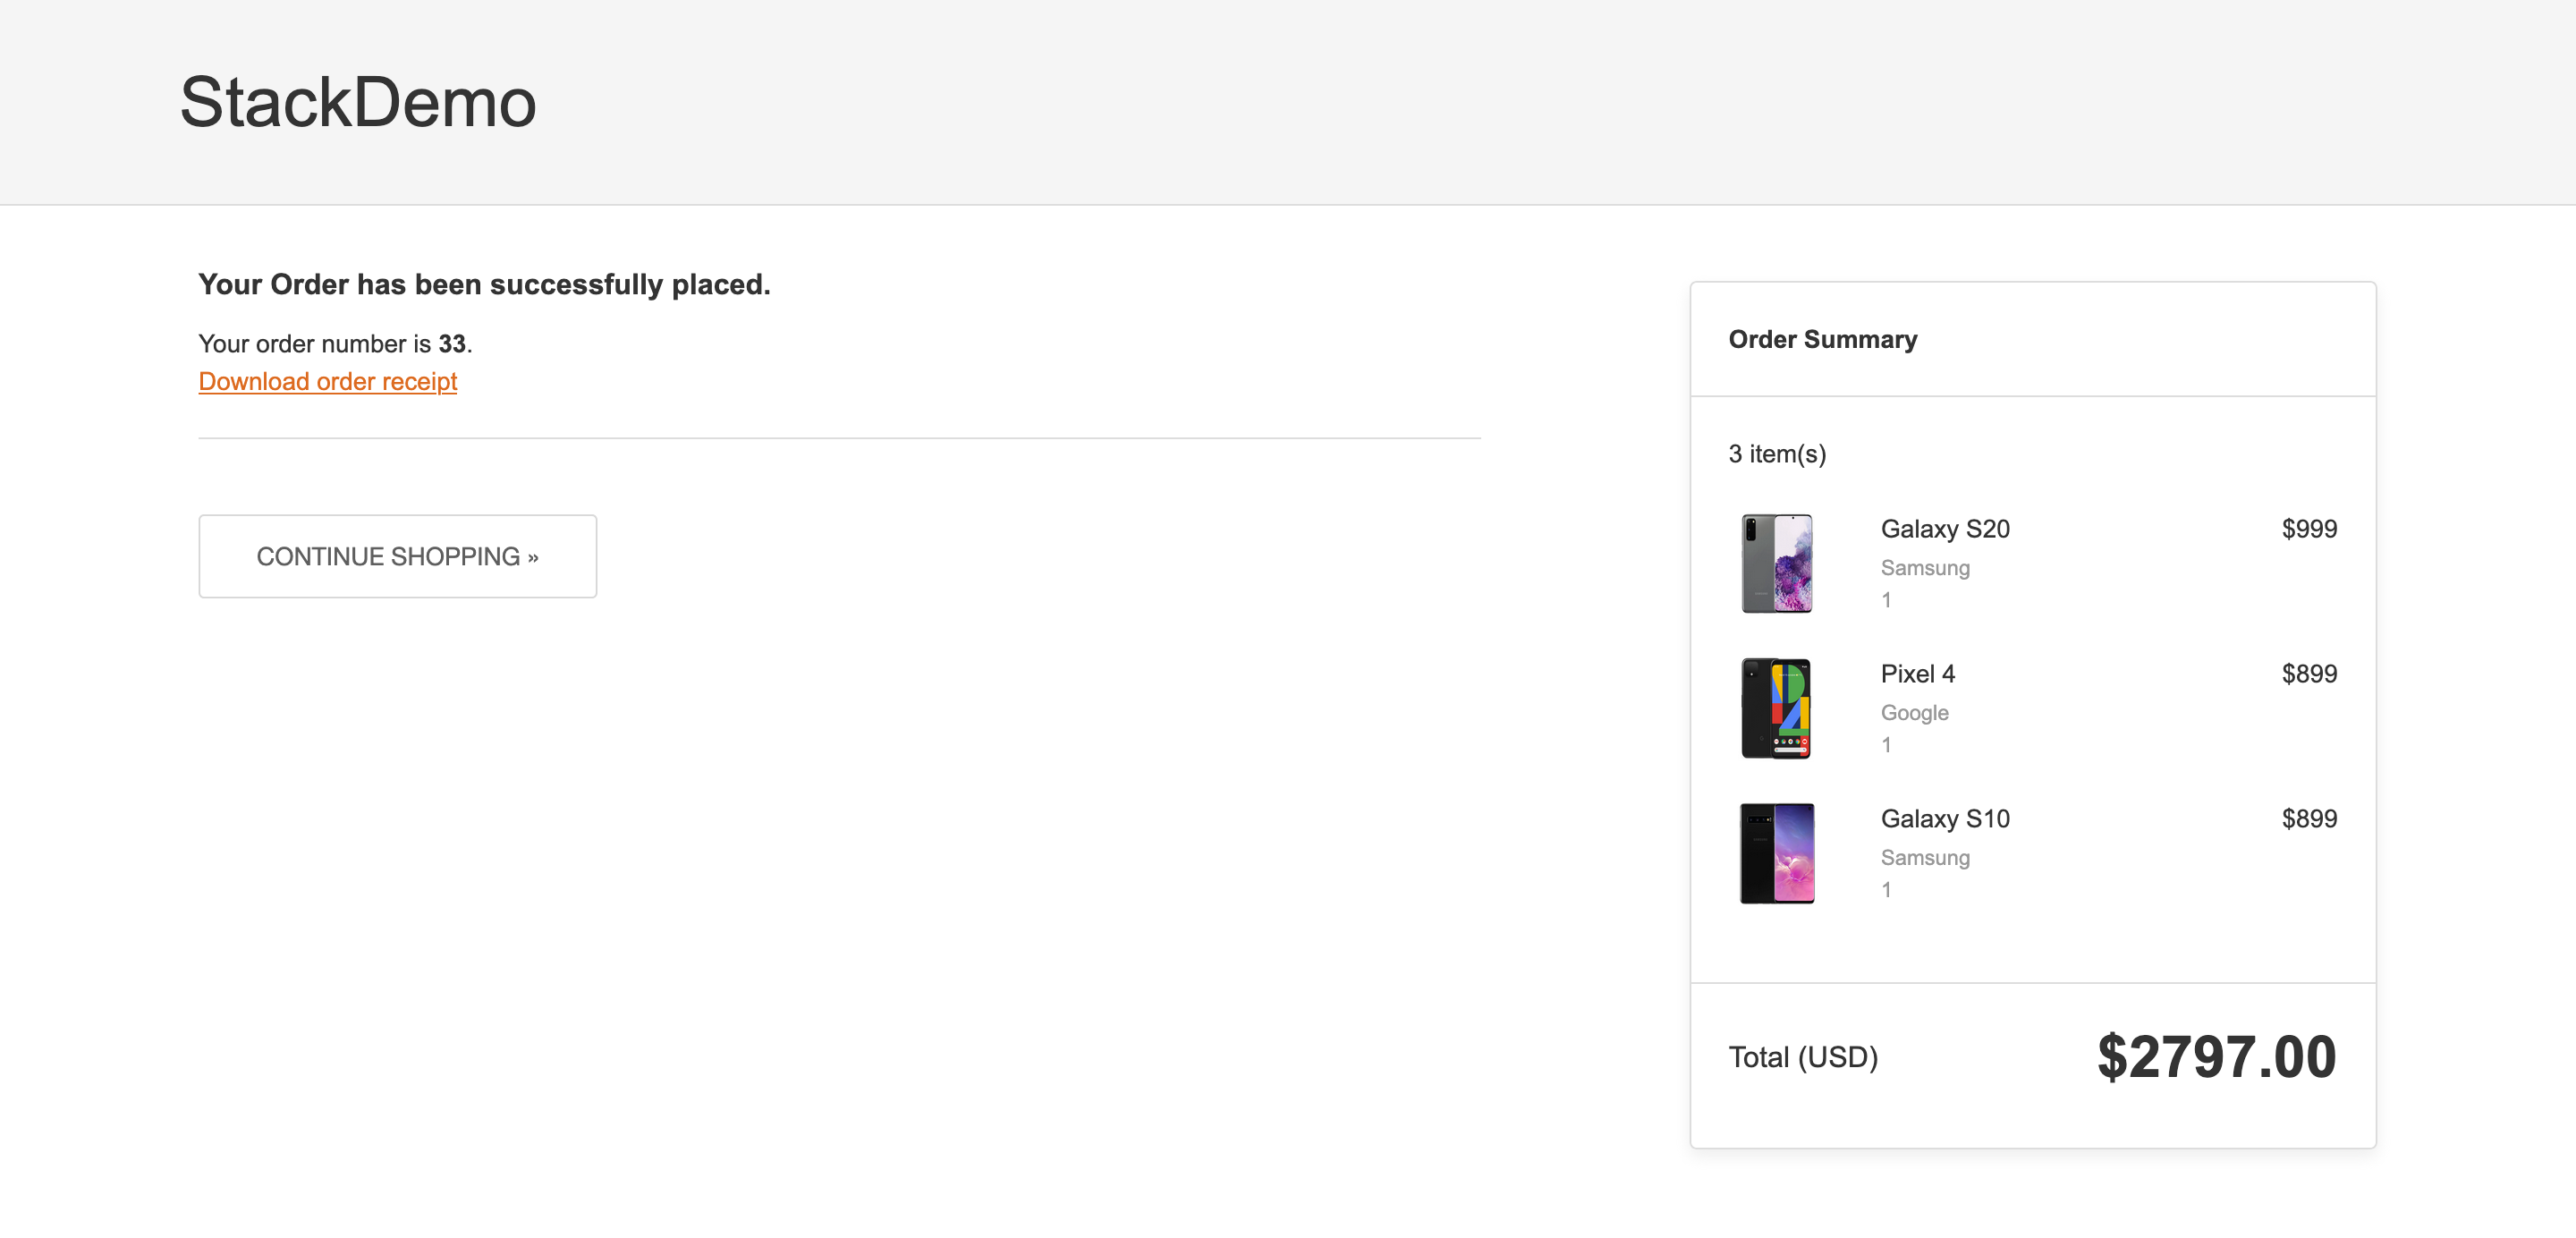 StackDemo
Your Order has been successfully placed.
Your order number is 33.
Download order receipt
CONTINUE SHOPPING »
Order Summary
3 item(s)
Galaxy S20
$999
Samsung
1
Pixel 4
$899
Google
1
Galaxy S10
$899
Samsung
1
Total (USD)
$2797.00